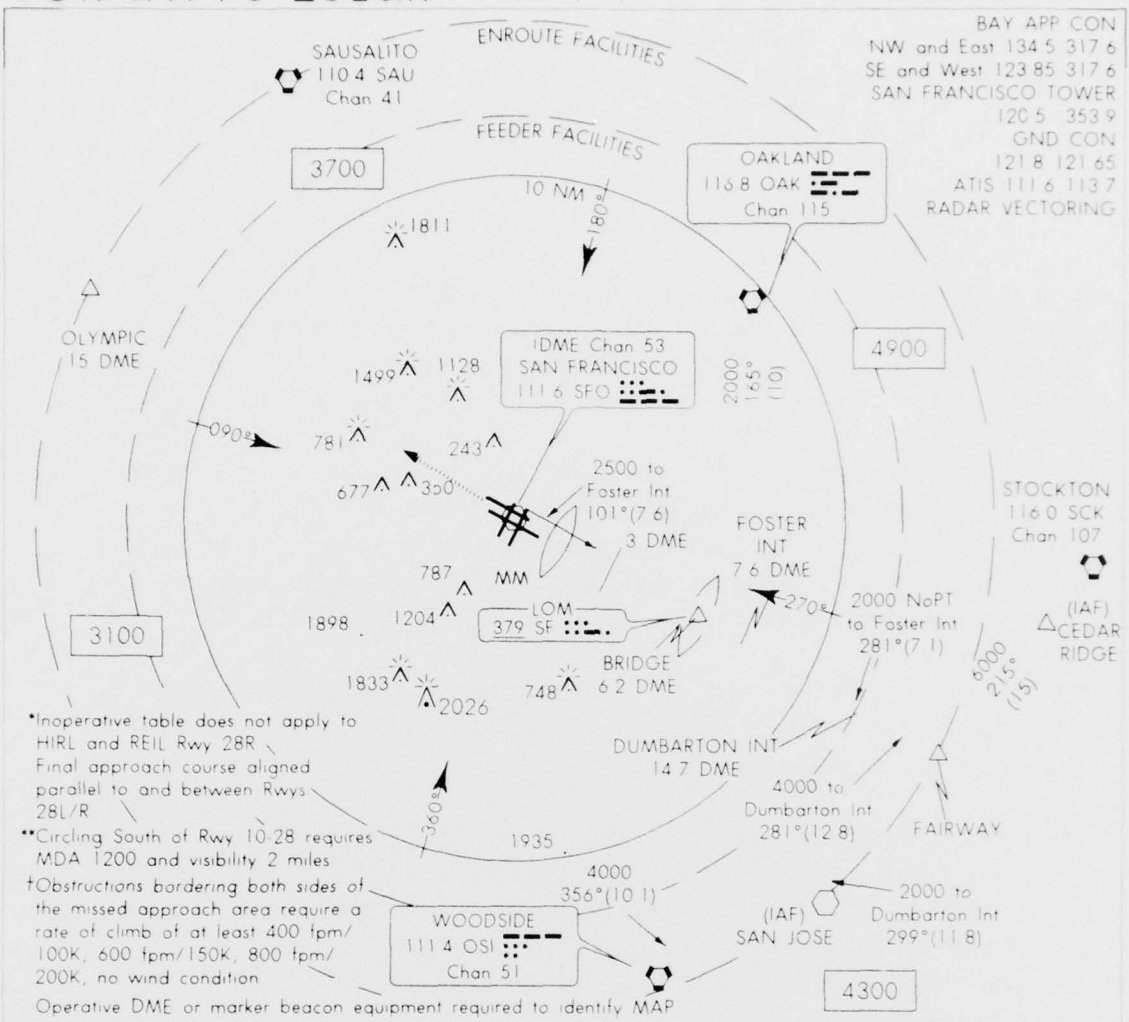 BAY APP CON
NW and East 134 5 317 6
SE and West 123 85 317 6
SAN FRANCISCO TOWER
120 5 353 9
GND CON
121 8 121 65
ATIS 111 6 113 7
RADAR VECTORING
ENROUTE FACILITIES
SAUSALITO
110 4 SAU
Chan 41
FEEDER FACILITIES
3700
OAKLAND
116 8 OAK
Chan 115
10 NM
180°
1811
OLYMPIC
15 DME
4900
IDME Chan 53
SAN FRANCISCO
111 6 SFO
2000
165°
(10)
1499
1128
090°
781
243
677
350
2500 to
Foster Int
101°(7 6)
3 DME
STOCKTON
116 0 SCK
Chan 107
FOSTER
INT
7 6 DME
787
MM
270°
2000 NoPT
to Foster Int
281°(7 1)
1898
1204
LOM
379 SF
(IAF)
CEDAR
RIDGE
3100
BRIDGE
6 2 DME
6000
215°
(15)
1833
2026
748
*Inoperative table does not apply to
HIRL and REIL Rwy 28R
Final approach course aligned
parallel to and between Rwys
28L/R
DUMBARTON INT
14 7 DME
360°
4000 to
Dumbarton Int
281°(12 8)
FAIRWAY
**Circling South of Rwy 10-28 requires
MDA 1200 and visibility 2 miles
1935
4000
356°(10 1)
†Obstructions bordering both sides of
the missed approach area require a
rate of climb of at least 400 fpm/
100K, 600 fpm/150K, 800 fpm/
200K, no wind condition
WOODSIDE
111 4 OSI
Chan 51
(IAF)
SAN JOSE
2000 to
Dumbarton Int
299°(11 8)
4300
Operative DME or marker beacon equipment required to identify MAP